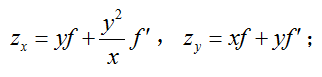 z_x = yf + \frac{y^2}{x} f′ ,  z_y = xf + yf′ ;